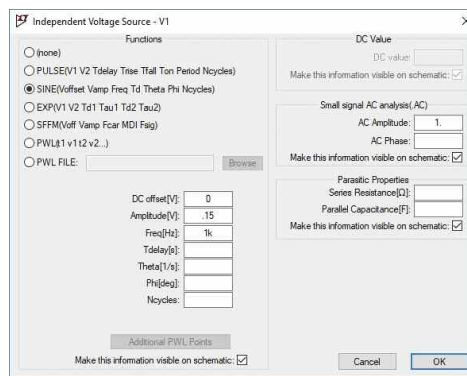 Independent Voltage Source - V1
Functions
(none)
PULSE(V1 V2 Tdelay Trise Tfall Ton Period Ncycles)
SINE(Voffset Vamp Freq Td Theta Phi Ncycles)
EXP(V1 V2 Td1 Tau1 Td2 Tau2)
SFFM(Voff Vamp Fcar MDI Fsig)
PWL(t1 v1 t2 v2...)
PWL FILE:
Browse
DC offset[V]: 0
Amplitude[V]: .15
Freq[Hz]: 1k
Tdelay[s]:
Theta[1/s]:
Phi[deg]:
Ncycles:
Additional PWL Points
Make this information visible on schematic:
DC Value
DC value:
Make this information visible on schematic:
Small signal AC analysis(.AC)
AC Amplitude: 1.
AC Phase:
Make this information visible on schematic:
Parasitic Properties
Series Resistance[Ω]:
Parallel Capacitance[F]:
Make this information visible on schematic:
Cancel
OK